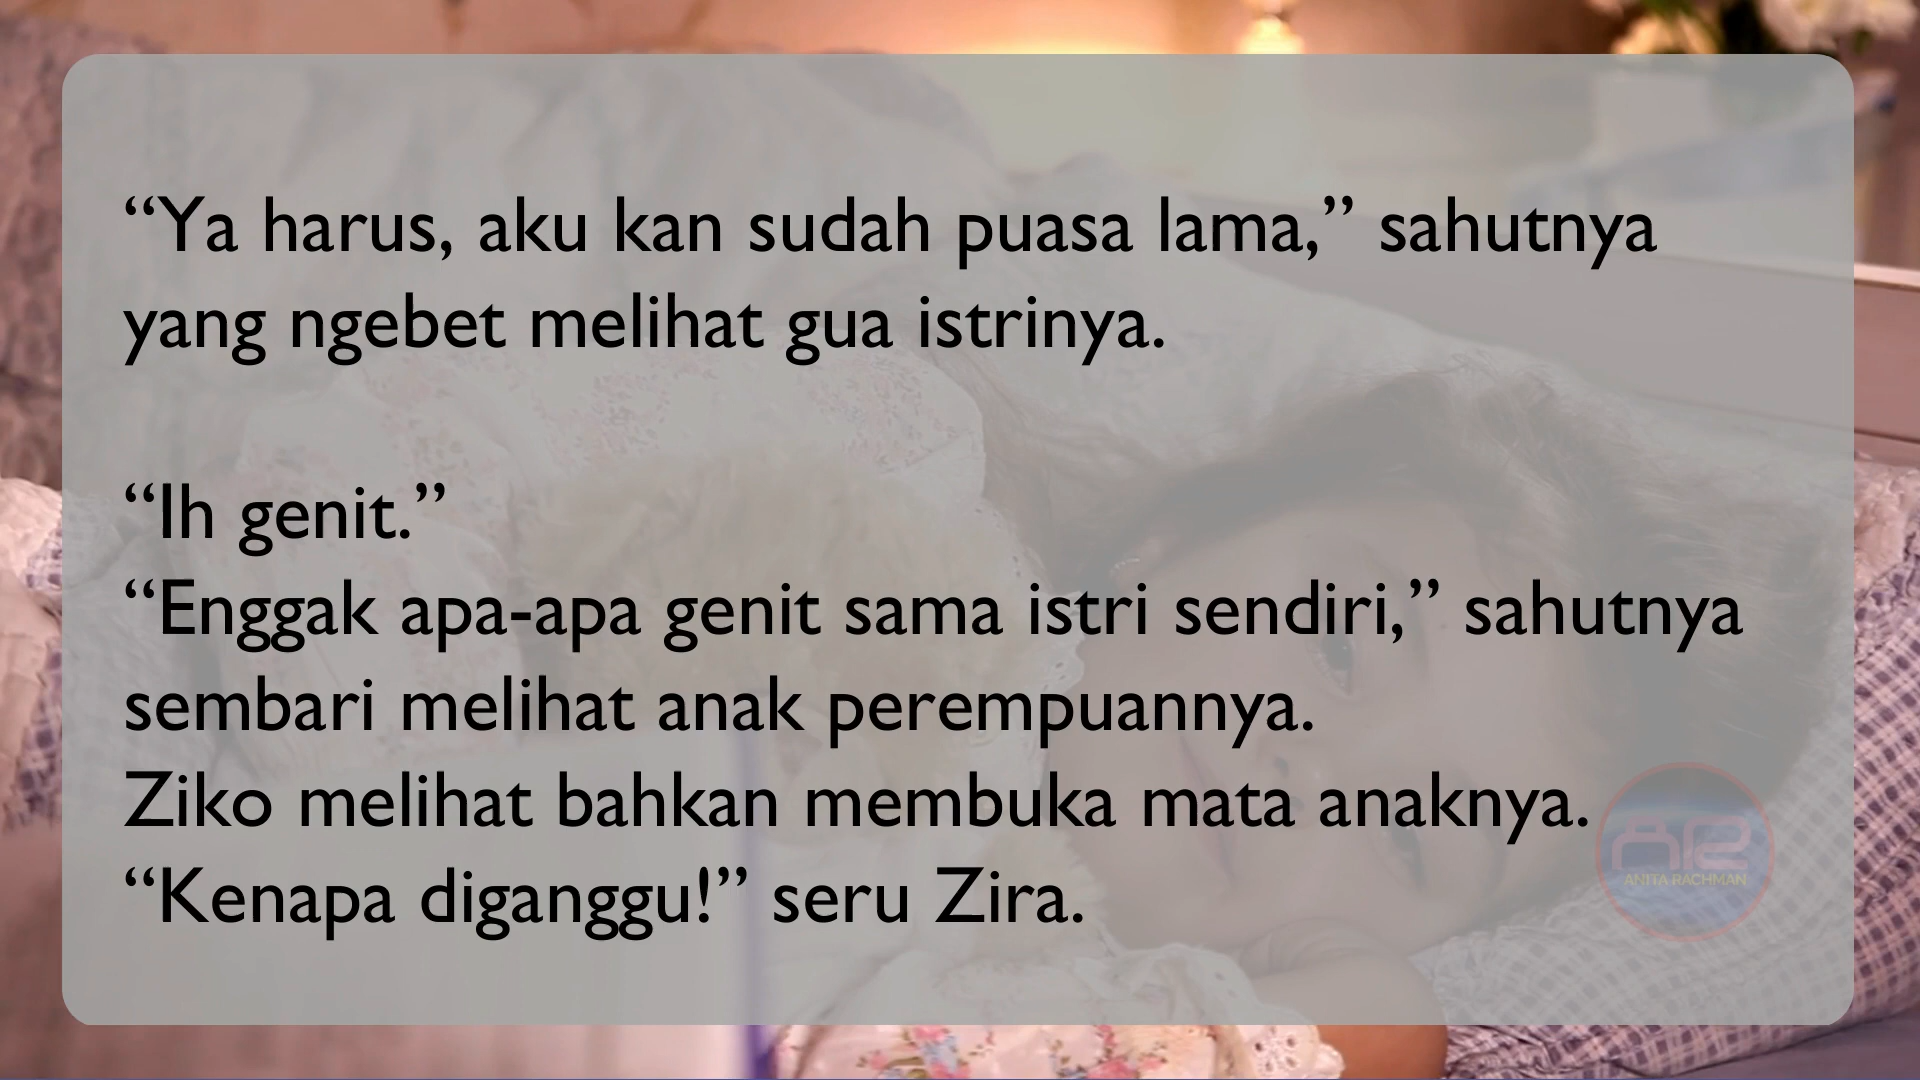 “Ya harus, aku kan sudah puasa lama,” sahutnya
yang ngebet melihat gua istrinya.
“Ih genit.”
“Enggak apa-apa genit sama istri sendiri,” sahutnya
sembari melihat anak perempuannya.
Ziko melihat bahkan membuka mata anaknya.
“Kenapa diganggu!” seru Zira.
AR
ANITA RACHMAN